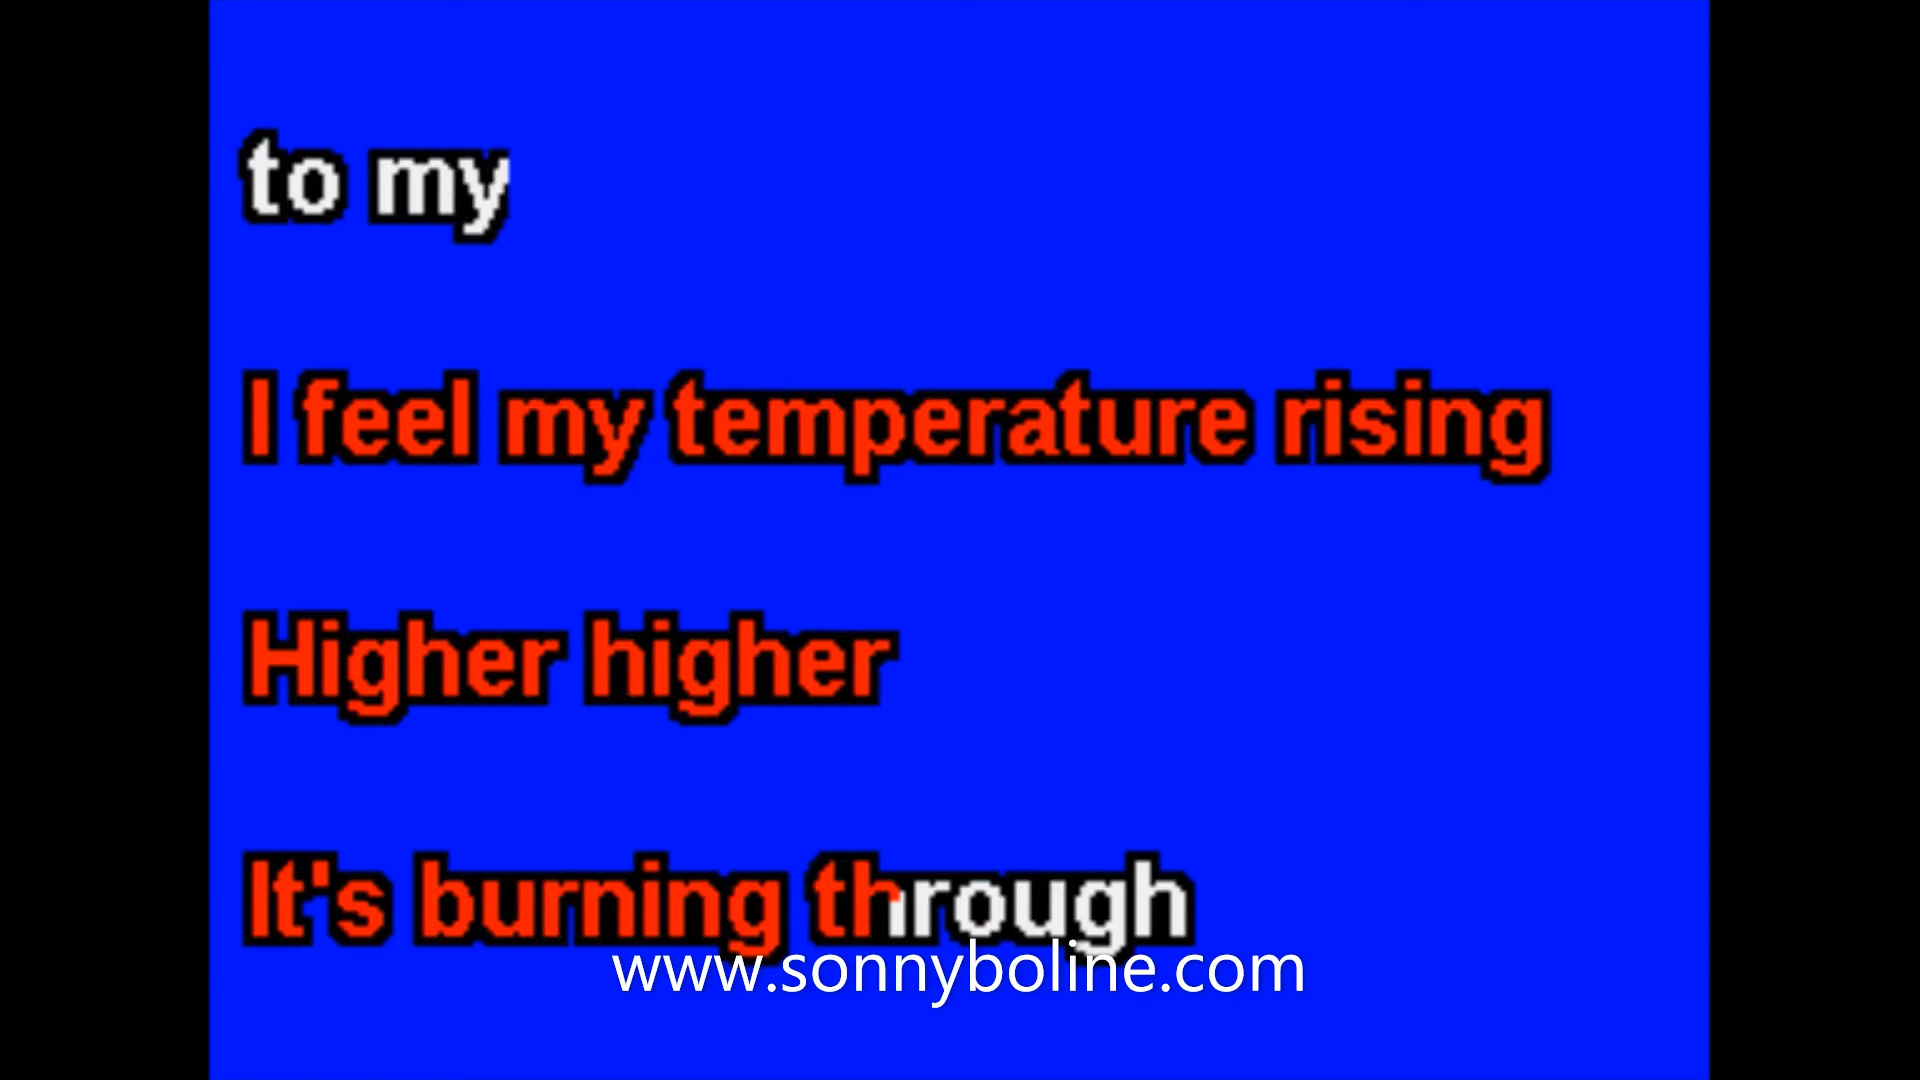 to my
I feel my temperature rising
Higher higher
It's burning through
www.sonnyboline.com